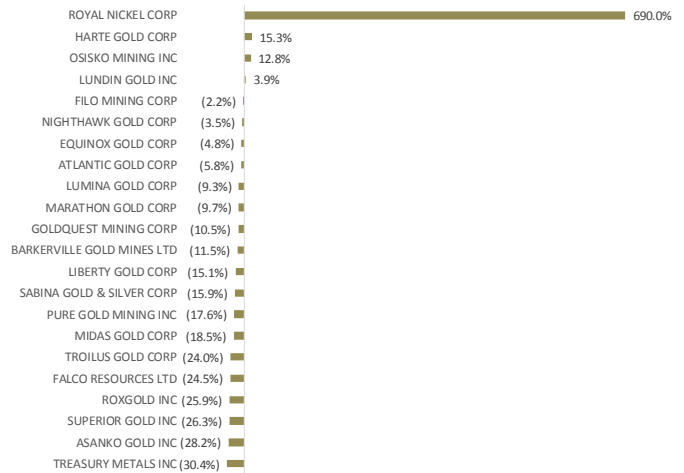 ROYAL NICKEL CORP 690.0%
HARTE GOLD CORP 15.3%
OSISKO MINING INC 12.8%
LUNDIN GOLD INC 3.9%
FILO MINING CORP (2.2%)
NIGHTHAWK GOLD CORP (3.5%)
EQUINOX GOLD CORP (4.8%)
ATLANTIC GOLD CORP (5.8%)
LUMINA GOLD CORP (9.3%)
MARATHON GOLD CORP (9.7%)
GOLDQUEST MINING CORP (10.5%)
BARKERVILLE GOLD MINES LTD (11.5%)
LIBERTY GOLD CORP (15.1%)
SABINA GOLD & SILVER CORP (15.9%)
PURE GOLD MINING INC (17.6%)
MIDAS GOLD CORP (18.5%)
TROILUS GOLD CORP (24.0%)
FALCO RESOURCES LTD (24.5%)
ROXGOLD INC (25.9%)
SUPERIOR GOLD INC (26.3%)
ASANKO GOLD INC (28.2%)
TREASURY METALS INC (30.4%)